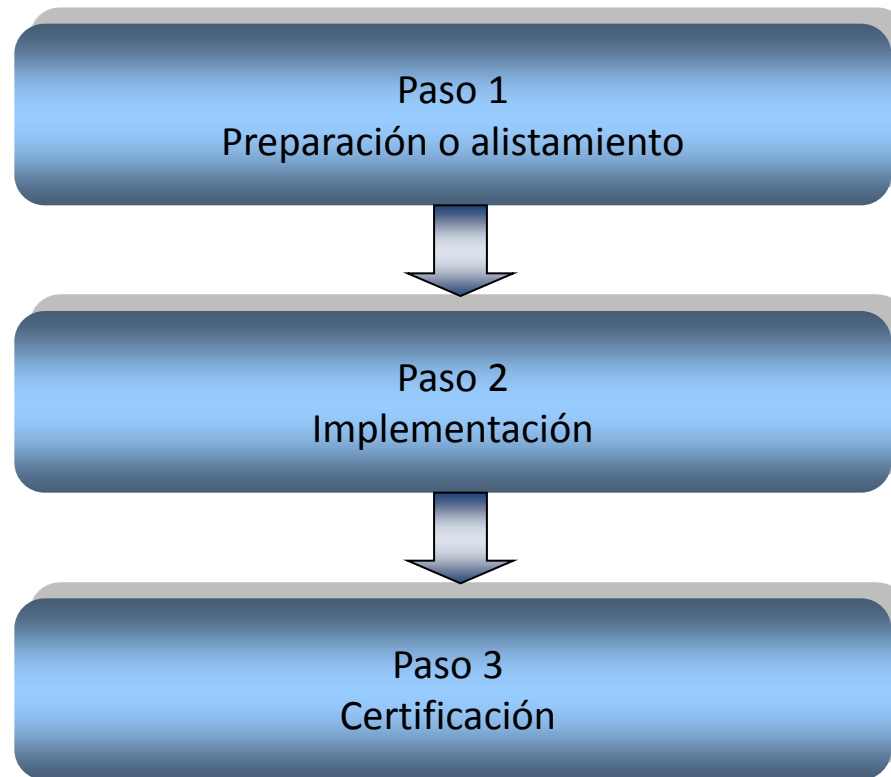 Paso 1
Preparación o alistamiento
Paso 2
Implementación
Paso 3
Certificación